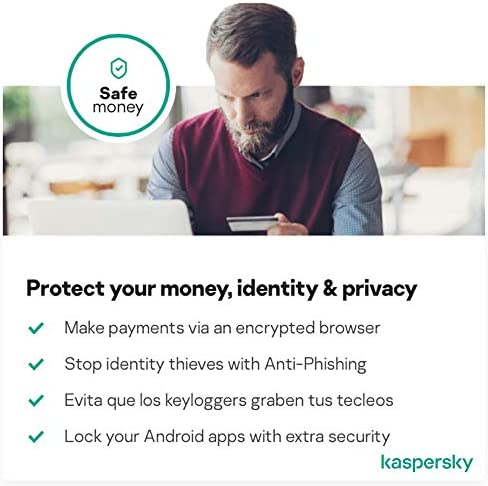 Safe
money
Protect your money, identity & privacy
Make payments via an encrypted browser
Stop identity thieves with Anti-Phishing
Evita que los keyloggers graben tus tecleos
Lock your Android apps with extra security
kaspersky